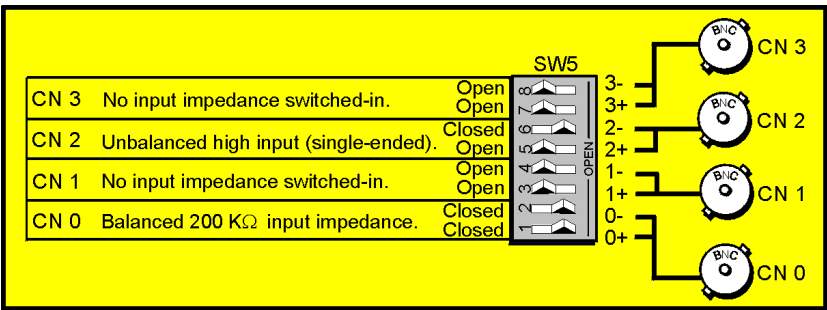 SW5
CN 3 No input impedance switched-in. Open 8 3- BNC CN 3
Open 7 3+
CN 2 Unbalanced high input (single-ended). Closed 6 2- BNC CN 2
Open 5 2+
CN 1 No input impedance switched-in. Open 4 1- BNC CN 1
Open 3 1+
CN 0 Balanced 200 KΩ input impedance. Closed 2 0- BNC CN 0
Closed 1 0+
OPEN